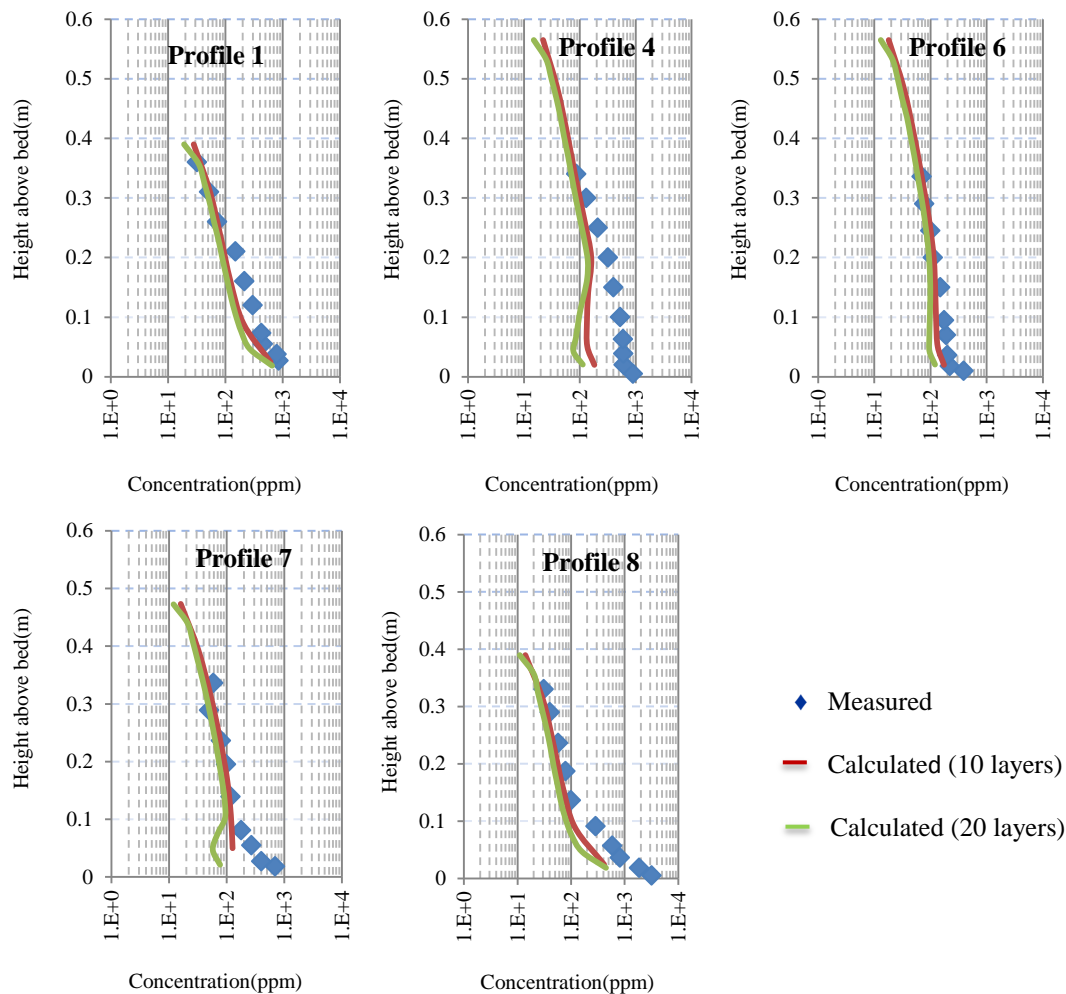 Profile 1
Height above bed(m)
0.6
0.5
0.4
0.3
0.2
0.1
0
1.E+0
1.E+1
1.E+2
1.E+3
1.E+4
Concentration(ppm)
Profile 4
Height above bed(m)
0.6
0.5
0.4
0.3
0.2
0.1
0
1.E+0
1.E+1
1.E+2
1.E+3
1.E+4
Concentration(ppm)
Profile 6
Height above bed(m)
0.6
0.5
0.4
0.3
0.2
0.1
0
1.E+0
1.E+1
1.E+2
1.E+3
1.E+4
Concentration(ppm)
Profile 7
Height above bed(m)
0.6
0.5
0.4
0.3
0.2
0.1
0
1.E+0
1.E+1
1.E+2
1.E+3
1.E+4
Concentration(ppm)
Profile 8
Height above bed(m)
0.6
0.5
0.4
0.3
0.2
0.1
0
1.E+0
1.E+1
1.E+2
1.E+3
1.E+4
Concentration(ppm)
Measured
Calculated (10 layers)
Calculated (20 layers)